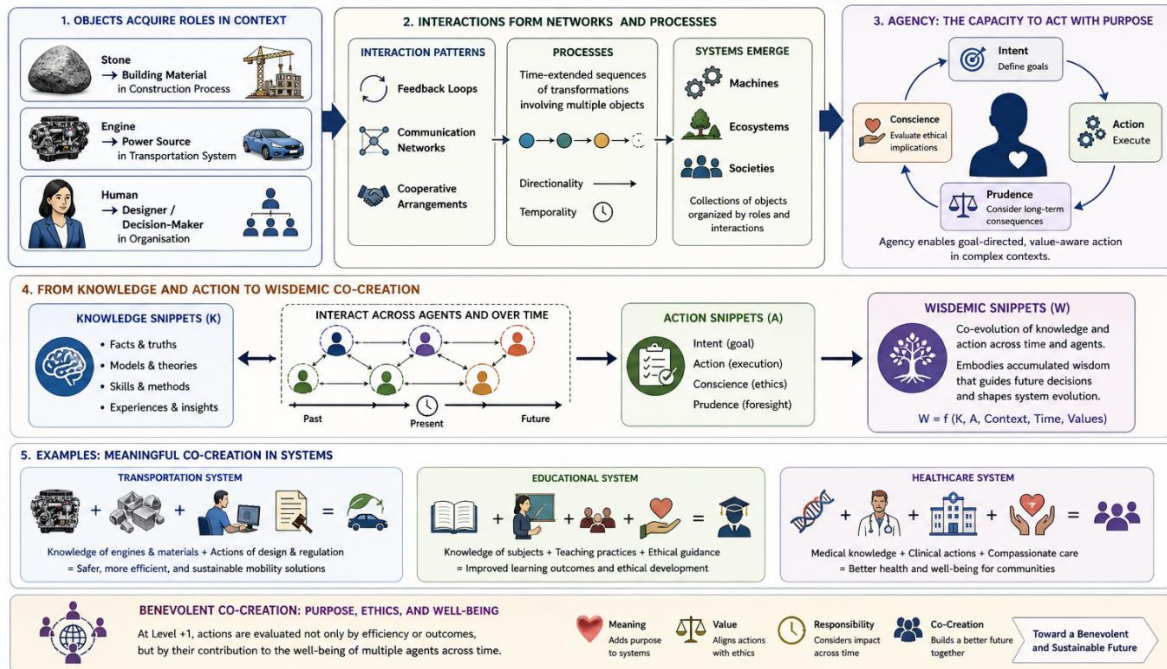 1. OBJECTS ACQUIRE ROLES IN CONTEXT
Stone
→ Building Material
in Construction Process
Engine
→ Power Source
in Transportation System
Human
→ Designer /
Decision-Maker
in Organisation
2. INTERACTIONS FORM NETWORKS AND PROCESSES
INTERACTION PATTERNS
Feedback Loops
Communication
Networks
Cooperative
Arrangements
PROCESSES
Time-extended sequences
of transformations
involving multiple objects
Directionality
Temporality
SYSTEMS EMERGE
Machines
Ecosystems
Societies
Collections of objects
organized by roles and
interactions
3. AGENCY: THE CAPACITY TO ACT WITH PURPOSE
Intent
Define goals
Conscience
Evaluate ethical
implications
Action
Execute
Prudence
Consider long-term
consequences
Agency enables goal-directed, value-aware action
in complex contexts.
4. FROM KNOWLEDGE AND ACTION TO WISDEMIC CO-CREATION
KNOWLEDGE SNIPPETS (K)
• Facts & truths
• Models & theories
• Skills & methods
• Experiences & insights
INTERACT ACROSS AGENTS AND OVER TIME
Past
Present
Future
ACTION SNIPPETS (A)
Intent (goal)
Action (execution)
Conscience (ethics)
Prudence (foresight)
WISDEMIC SNIPPETS (W)
Co-evolution of knowledge and
action across time and agents.
Embodies accumulated wisdom
that guides future decisions
and shapes system evolution.
W = f (K, A, Context, Time, Values)
5. EXAMPLES: MEANINGFUL CO-CREATION IN SYSTEMS
TRANSPORTATION SYSTEM
+ + =
Knowledge of engines & materials + Actions of design & regulation
= Safer, more efficient, and sustainable mobility solutions
EDUCATIONAL SYSTEM
+ + + =
Knowledge of subjects + Teaching practices + Ethical guidance
= Improved learning outcomes and ethical development
HEALTHCARE SYSTEM
+ + + =
Medical knowledge + Clinical actions + Compassionate care
= Better health and well-being for communities
BENEVOLENT CO-CREATION: PURPOSE, ETHICS, AND WELL-BEING
At Level +1, actions are evaluated not only by efficiency or outcomes,
but by their contribution to the well-being of multiple agents across time.
Meaning
Adds purpose
to systems
Value
Aligns actions
with ethics
Responsibility
Considers impact
across time
Co-Creation
Builds a better future
together
Toward a Benevolent
and Sustainable Future